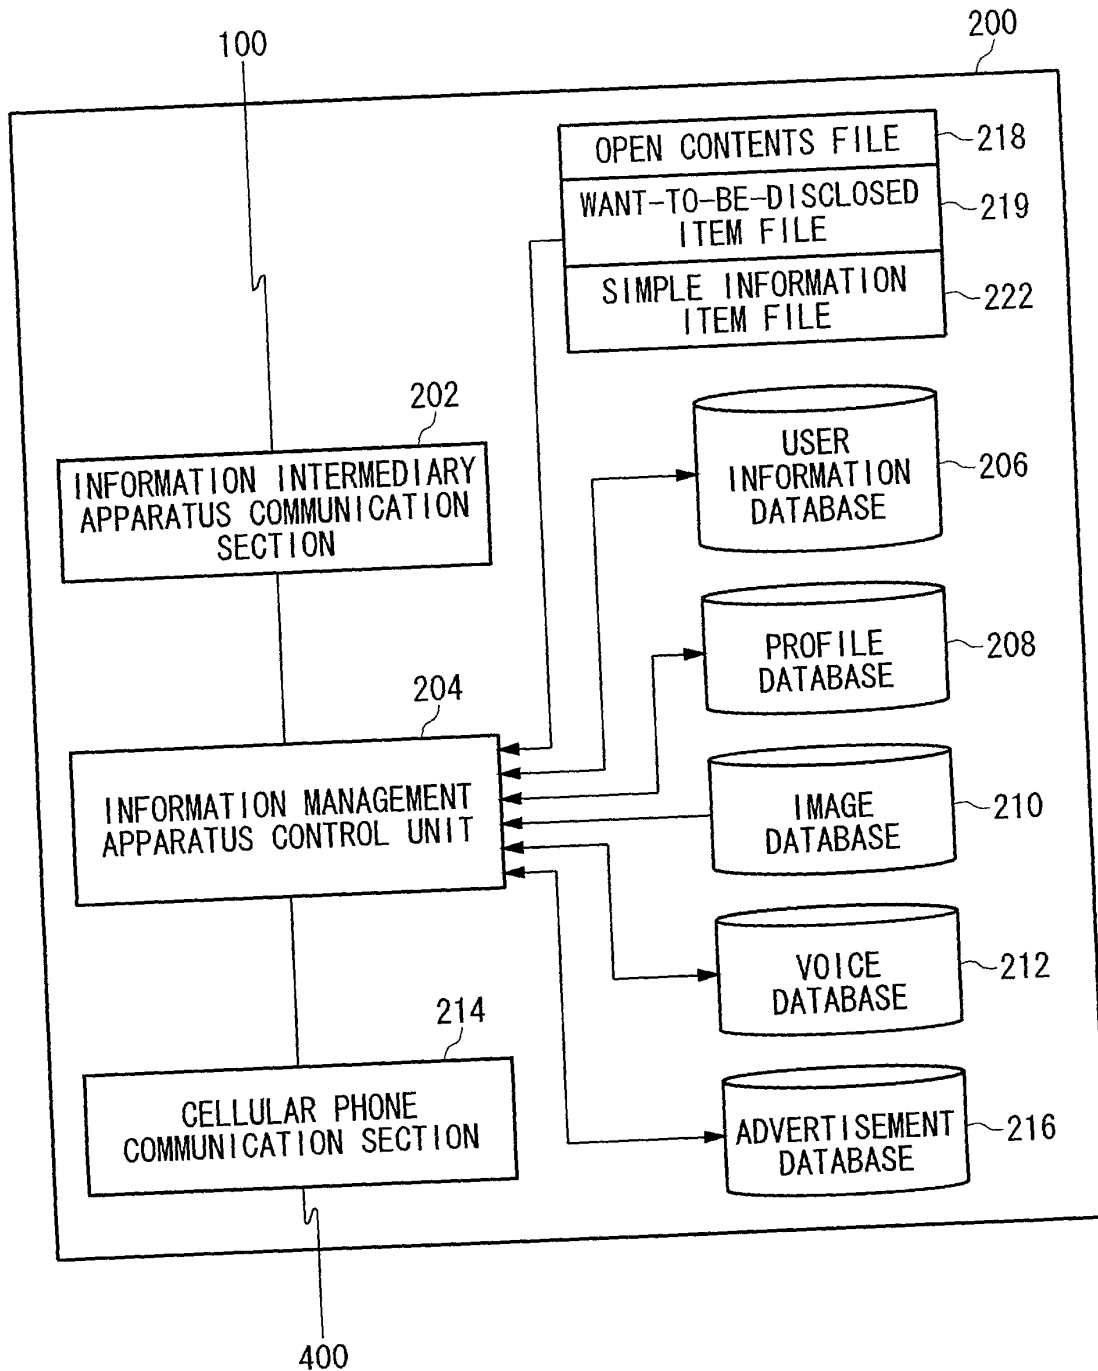 100
200
OPEN CONTENTS FILE
218
WANT-TO-BE-DISCLOSED
ITEM FILE
219
SIMPLE INFORMATION
ITEM FILE
222
202
INFORMATION INTERMEDIARY
APPARATUS COMMUNICATION
SECTION
USER
INFORMATION
DATABASE
206
PROFILE
DATABASE
208
204
INFORMATION MANAGEMENT
APPARATUS CONTROL UNIT
IMAGE
DATABASE
210
VOICE
DATABASE
212
214
CELLULAR PHONE
COMMUNICATION SECTION
ADVERTISEMENT
DATABASE
216
400